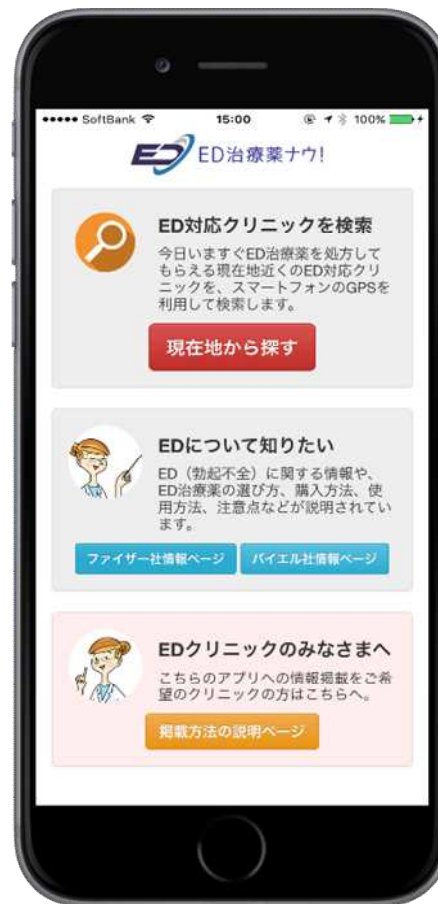 SoftBank 15:00 100%
ED ED治療薬ナウ!
ED対応クリニックを検索
今日いますぐED治療薬を処方して
もらえる現在地近くのED対応クリ
ニックを、スマートフォンのGPSを
利用して検索します。
現在地から探す
EDについて知りたい
ED（勃起不全）に関する情報や、
ED治療薬の選び方、購入方法、使
用方法、注意点などが説明されてい
ます。
ファイザー社情報ページ バイエル社情報ページ
EDクリニックのみなさまへ
こちらのアプリへの情報掲載をご希
望のクリニックの方はこちらへ。
掲載方法の説明ページ